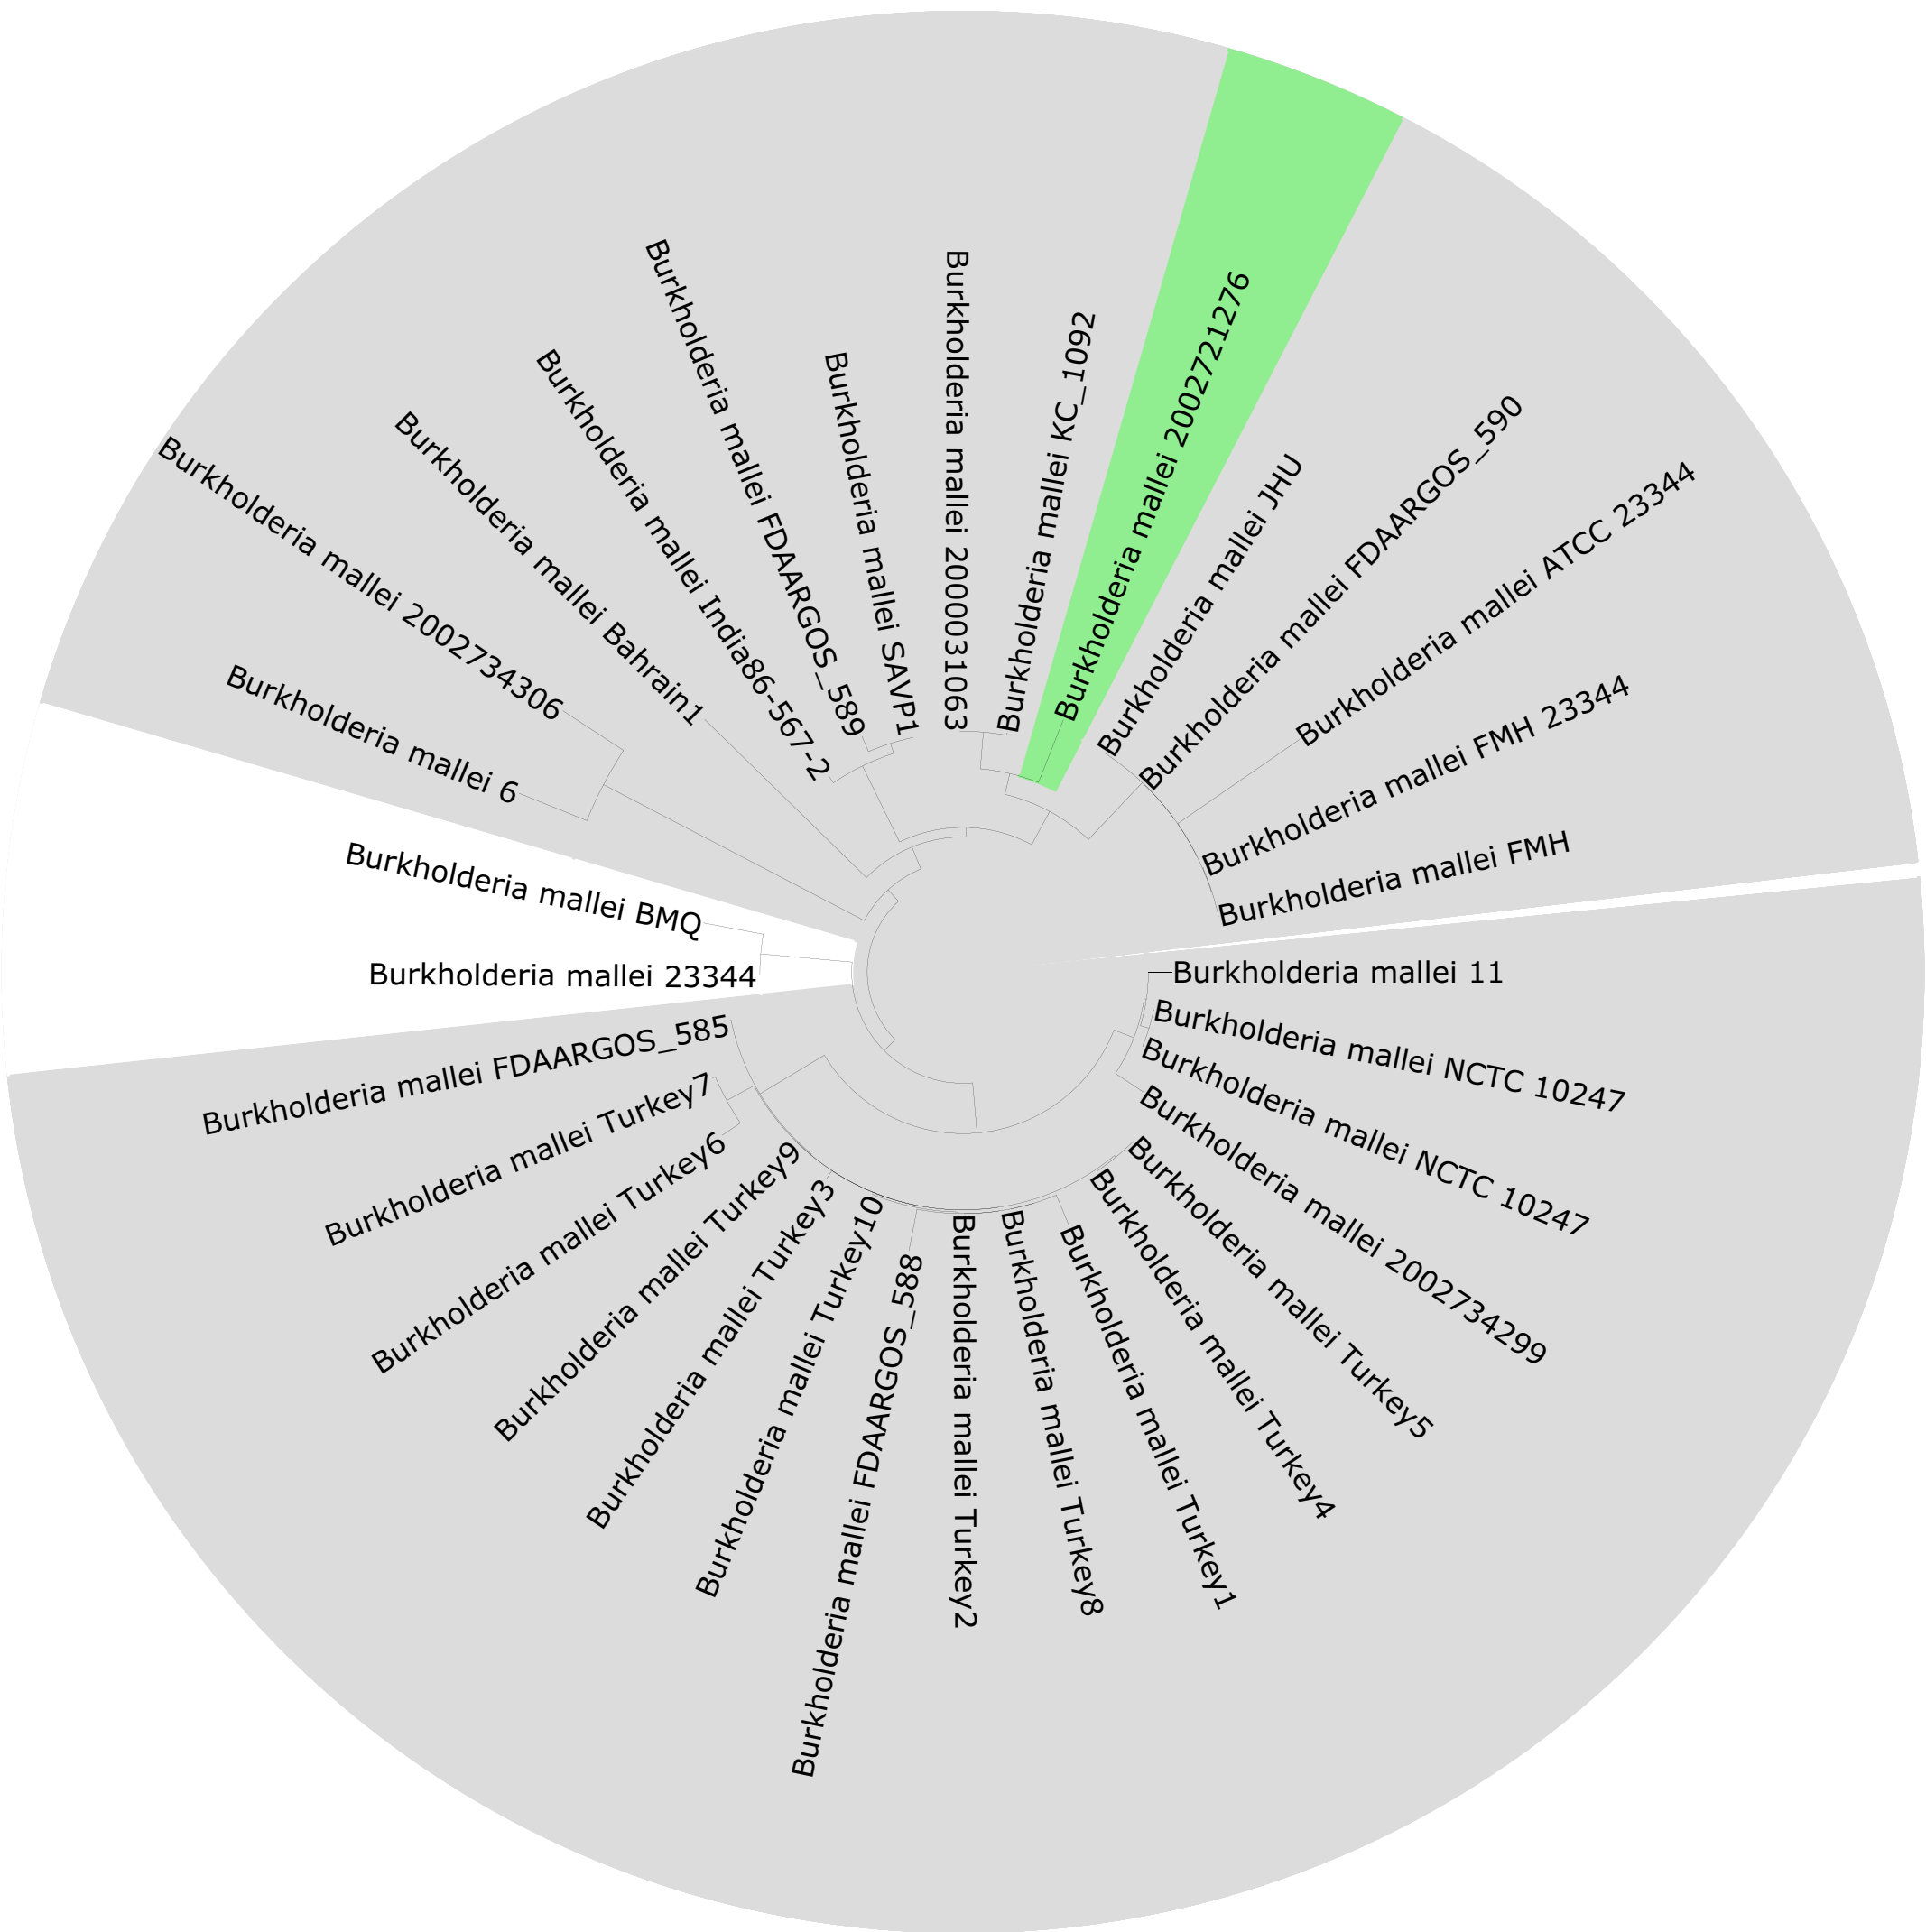 Burkholderia mallei 11
Burkholderia mallei NCTC 10247
Burkholderia mallei NCTC 10247
Burkholderia mallei 2002734299
Burkholderia mallei Turkey5
Burkholderia mallei Turkey4
Burkholderia mallei Turkey1
Burkholderia mallei Turkey8
Burkholderia mallei Turkey2
Burkholderia mallei FDAARGOS_588
Burkholderia mallei Turkey10
Burkholderia mallei Turkey3
Burkholderia mallei Turkey9
Burkholderia mallei Turkey6
Burkholderia mallei Turkey7
Burkholderia mallei FDAARGOS_585
Burkholderia mallei 23344
Burkholderia mallei BMQ
Burkholderia mallei 6
Burkholderia mallei 2002734306
Burkholderia mallei Bahrain1
Burkholderia mallei India86-567-2
Burkholderia mallei FDAARGOS_589
Burkholderia mallei SAVP1
Burkholderia mallei 2000031063
Burkholderia mallei KC_1092
Burkholderia mallei 2002721276
Burkholderia mallei JHU
Burkholderia mallei FDAARGOS_590
Burkholderia mallei ATCC 23344
Burkholderia mallei FMH 23344
Burkholderia mallei FMH